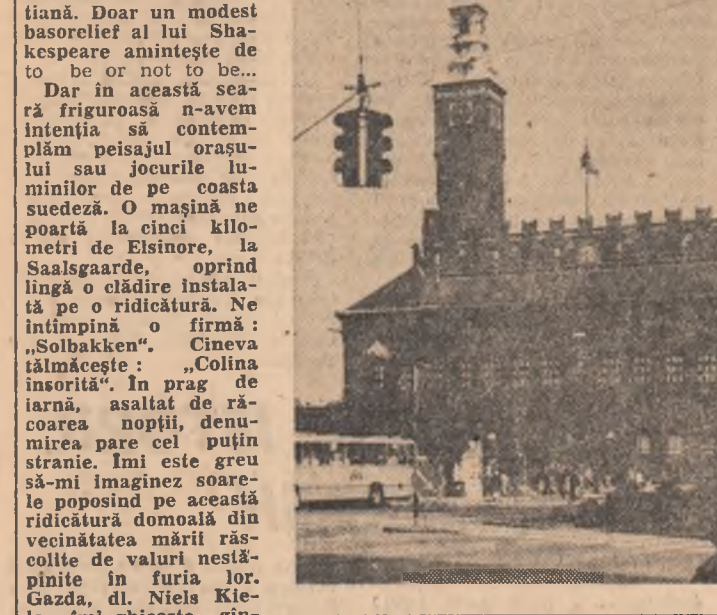 tiană. Doar un modest
basorelief al lui Sha-
kespeare amintește de
to be or not to be...
Dar în această sea-
ră friguroasă n-avem
intenția să contem-
plăm peisajul orașu-
lui sau jocurile lu-
minilor de pe coasta
suedeză. O mașină ne
poartă la cinci kilo-
metri de Elsinore, la
Saalsgaarde, oprind
lîngă o clădire instala-
tă pe o ridicătură. Ne
întîmpină o firmă :
„Solbakken“. Cineva
tălmăcește : „Colina
însorită“. În prag de
iarnă, asaltat de ră-
coarea nopții, denu-
mirea pare cel puțin
stranie. Îmi este greu
să-mi imaginez soare-
le poposind pe această
ridicătură domoală din
vecinătatea mării răs-
colite de valuri nestă-
pinite în furia lor.
Gazda, dl. Niels Kie-